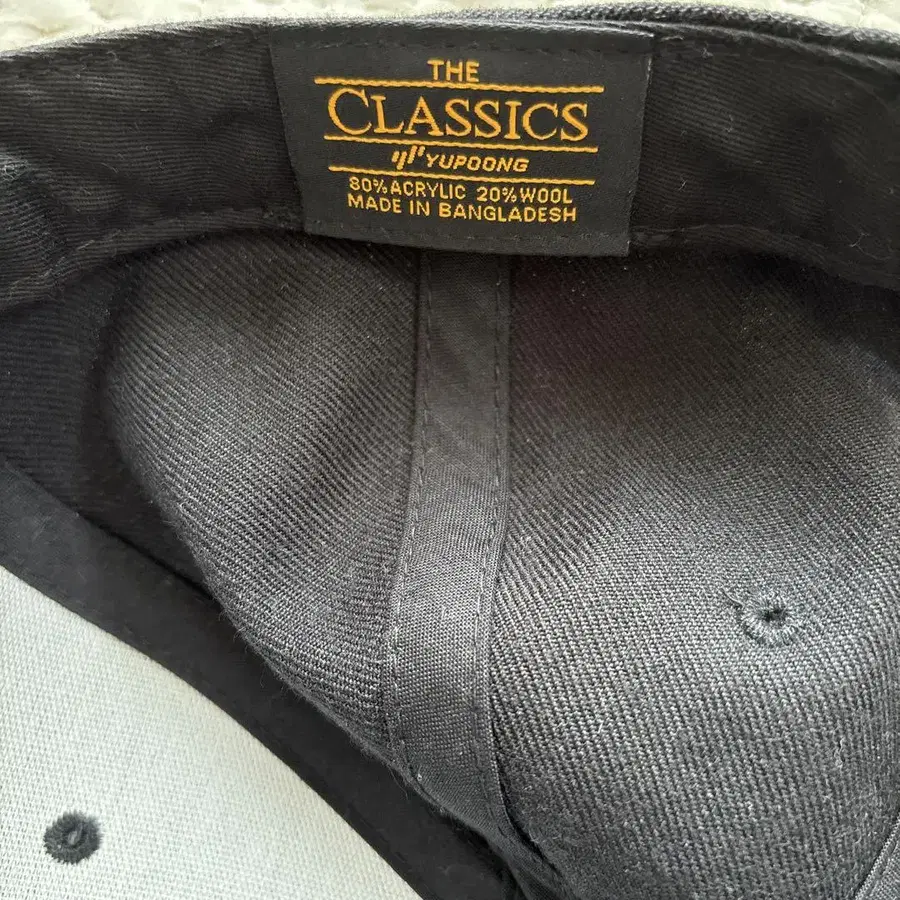 THE
CLASSICS
YUPOONG
80% ACRYLIC 20% WOOL
MADE IN BANGLADESH